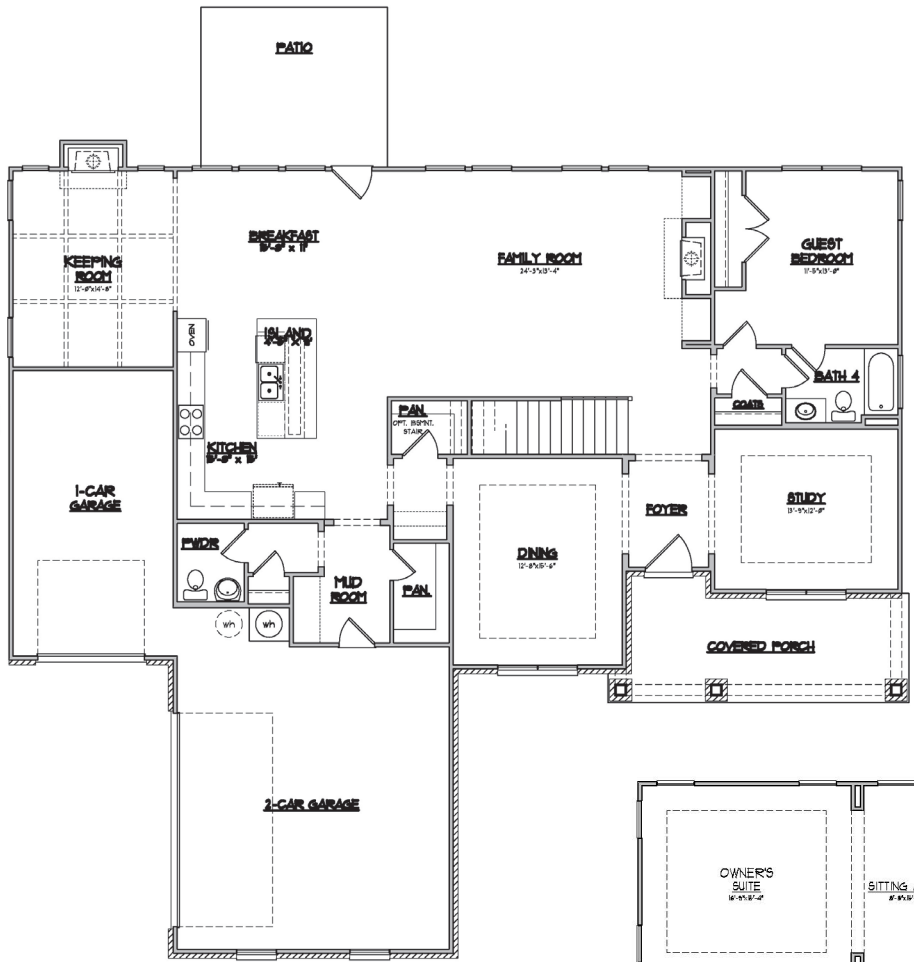 PATIO
BREAKFAST
KEEPING
ROOM
FAMILY ROOM
24'-3"x13'-4"
GUEST
BEDROOM
OVEN
ISLAND
BATH 4
COATS
PAN.
OPT. BSMNT.
STAIR
KITCHEN
1-CAR
GARAGE
STUDY
FOYER
PWDR
DINING
MUD
ROOM
PAN.
wh
wh
COVERED PORCH
2-CAR GARAGE
OWNER'S
SUITE
SITTING